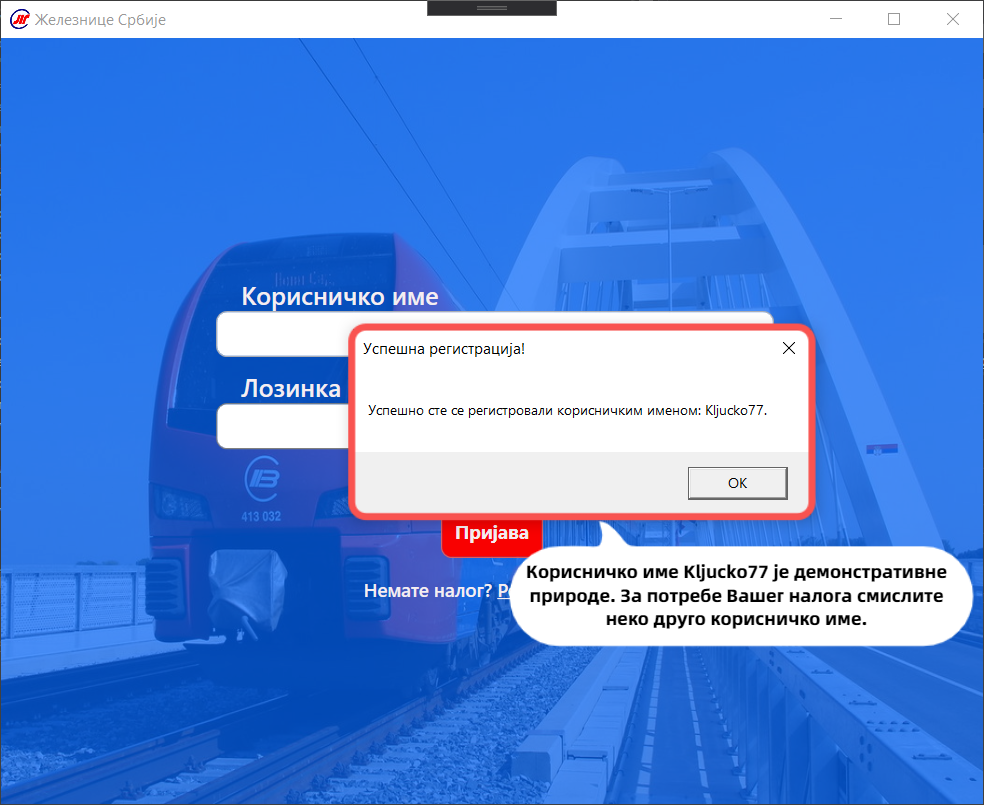 Железнице Србије
Корисничко име
Успешна регистрација!
Лозинка
Успешно сте се регистровали корисничким именом: Kljucko77.
OK
413 032
Пријава
Немате налог?
Корисничко име Kljucko77 је демонстративне
природе. За потребе Вашег налога смислите
неко друго корисничко име.